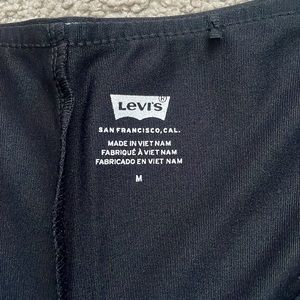 Levi's
®
SAN FRANCISCO, CAL.
MADE IN VIET NAM
FABRIQUÉ À VIET NAM
FABRICADO EN VIET NAM
M